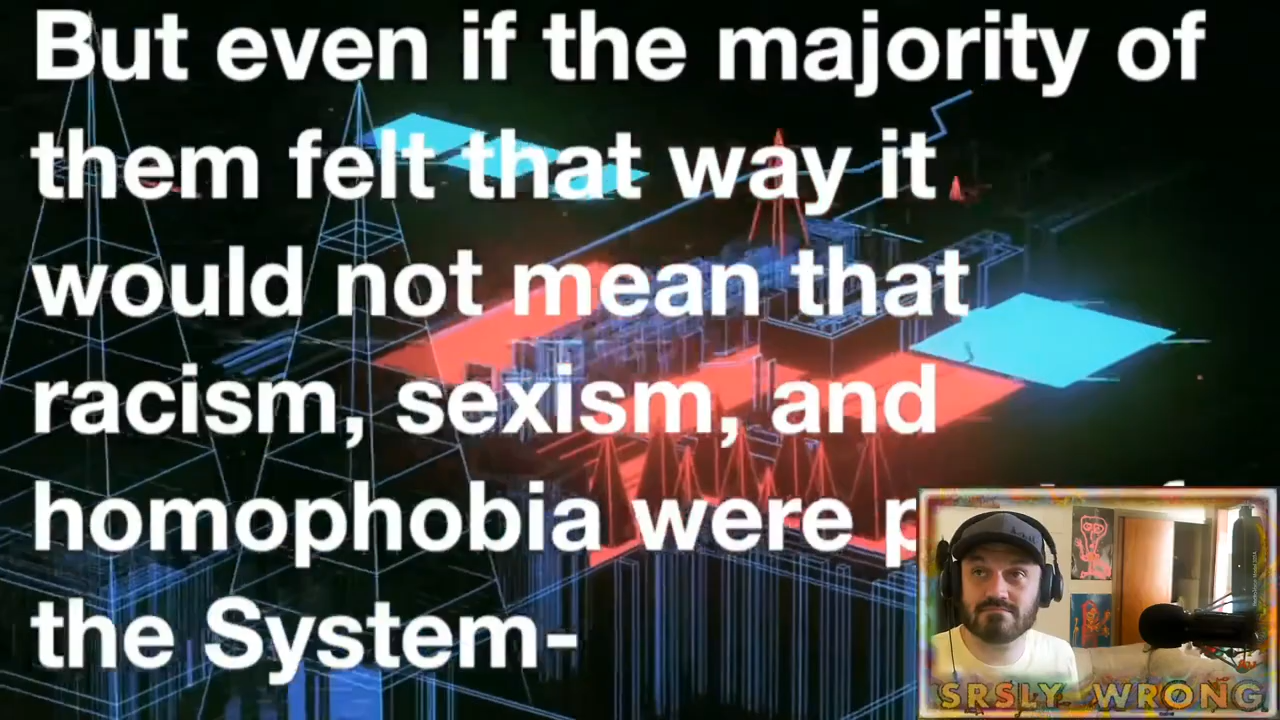 But even if the majority of
them felt that way it
would not mean that
racism, sexism, and
homophobia were
the System-
SRSLY WRONG